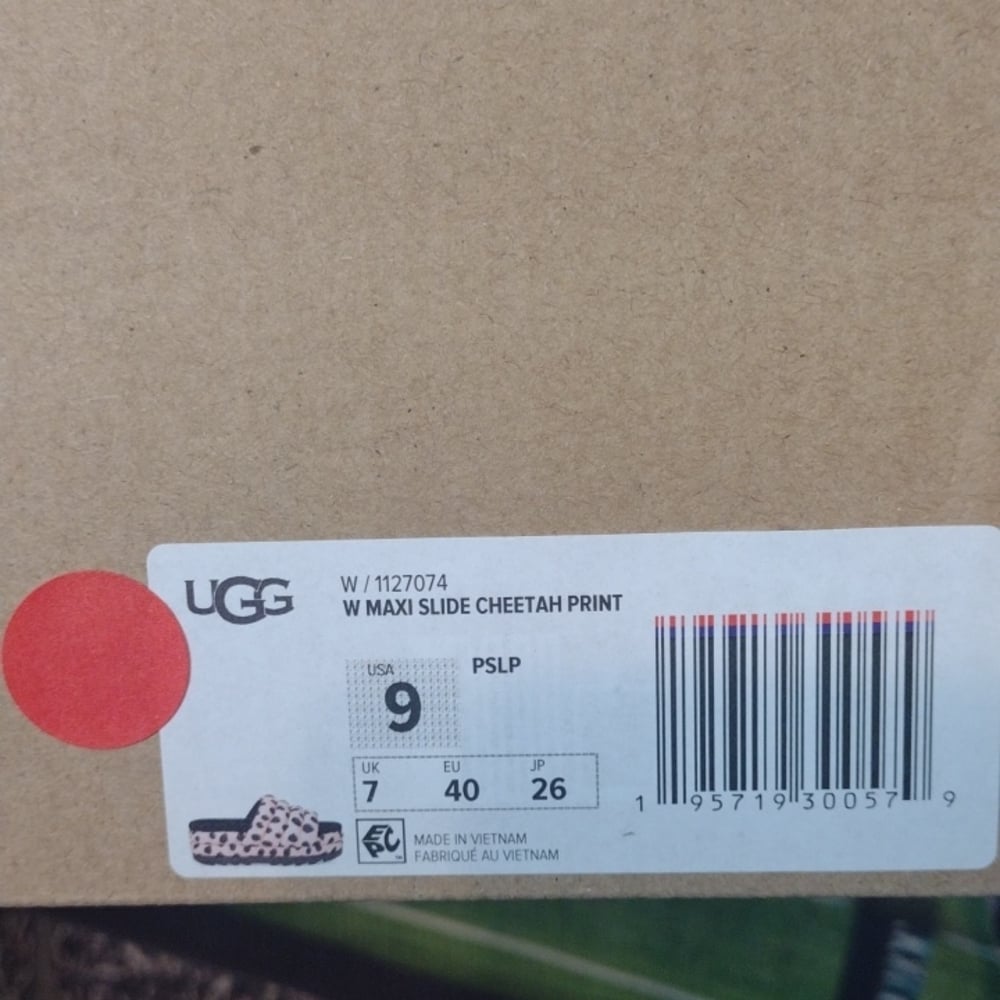 UGG
W / 1127074
W MAXI SLIDE CHEETAH PRINT
USA
9
PSLP
UK EU JP
7 40 26
EPC
MADE IN VIETNAM
FABRIQUÉ AU VIETNAM
1 95719 30057 9